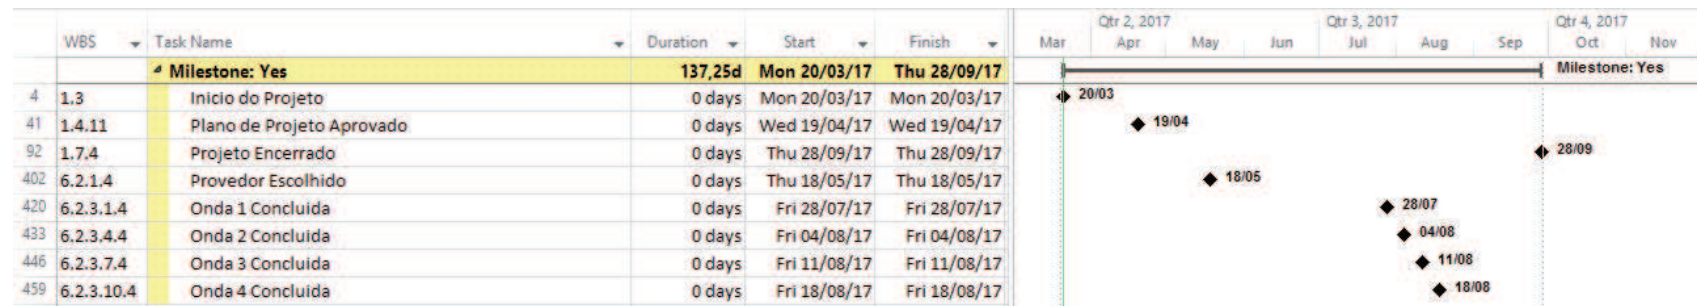 Qtr 2, 2017 Qtr 3, 2017 Qtr 4, 2017
WBS Task Name Duration Start Finish Mar Apr May Jun Jul Aug Sep Oct Nov
Milestone: Yes 137,25d Mon 20/03/17 Thu 28/09/17 Milestone: Yes
4 1.3 Inicio do Projeto 0 days Mon 20/03/17 Mon 20/03/17 20/03
41 1.4.11 Plano de Projeto Aprovado 0 days Wed 19/04/17 Wed 19/04/17 19/04
92 1.7.4 Projeto Encerrado 0 days Thu 28/09/17 Thu 28/09/17 28/09
402 6.2.1.4 Provedor Escolhido 0 days Thu 18/05/17 Thu 18/05/17 18/05
420 6.2.3.1.4 Onda 1 Concluida 0 days Fri 28/07/17 Fri 28/07/17 28/07
433 6.2.3.4.4 Onda 2 Concluida 0 days Fri 04/08/17 Fri 04/08/17 04/08
446 6.2.3.7.4 Onda 3 Concluida 0 days Fri 11/08/17 Fri 11/08/17 11/08
459 6.2.3.10.4 Onda 4 Concluida 0 days Fri 18/08/17 Fri 18/08/17 18/08